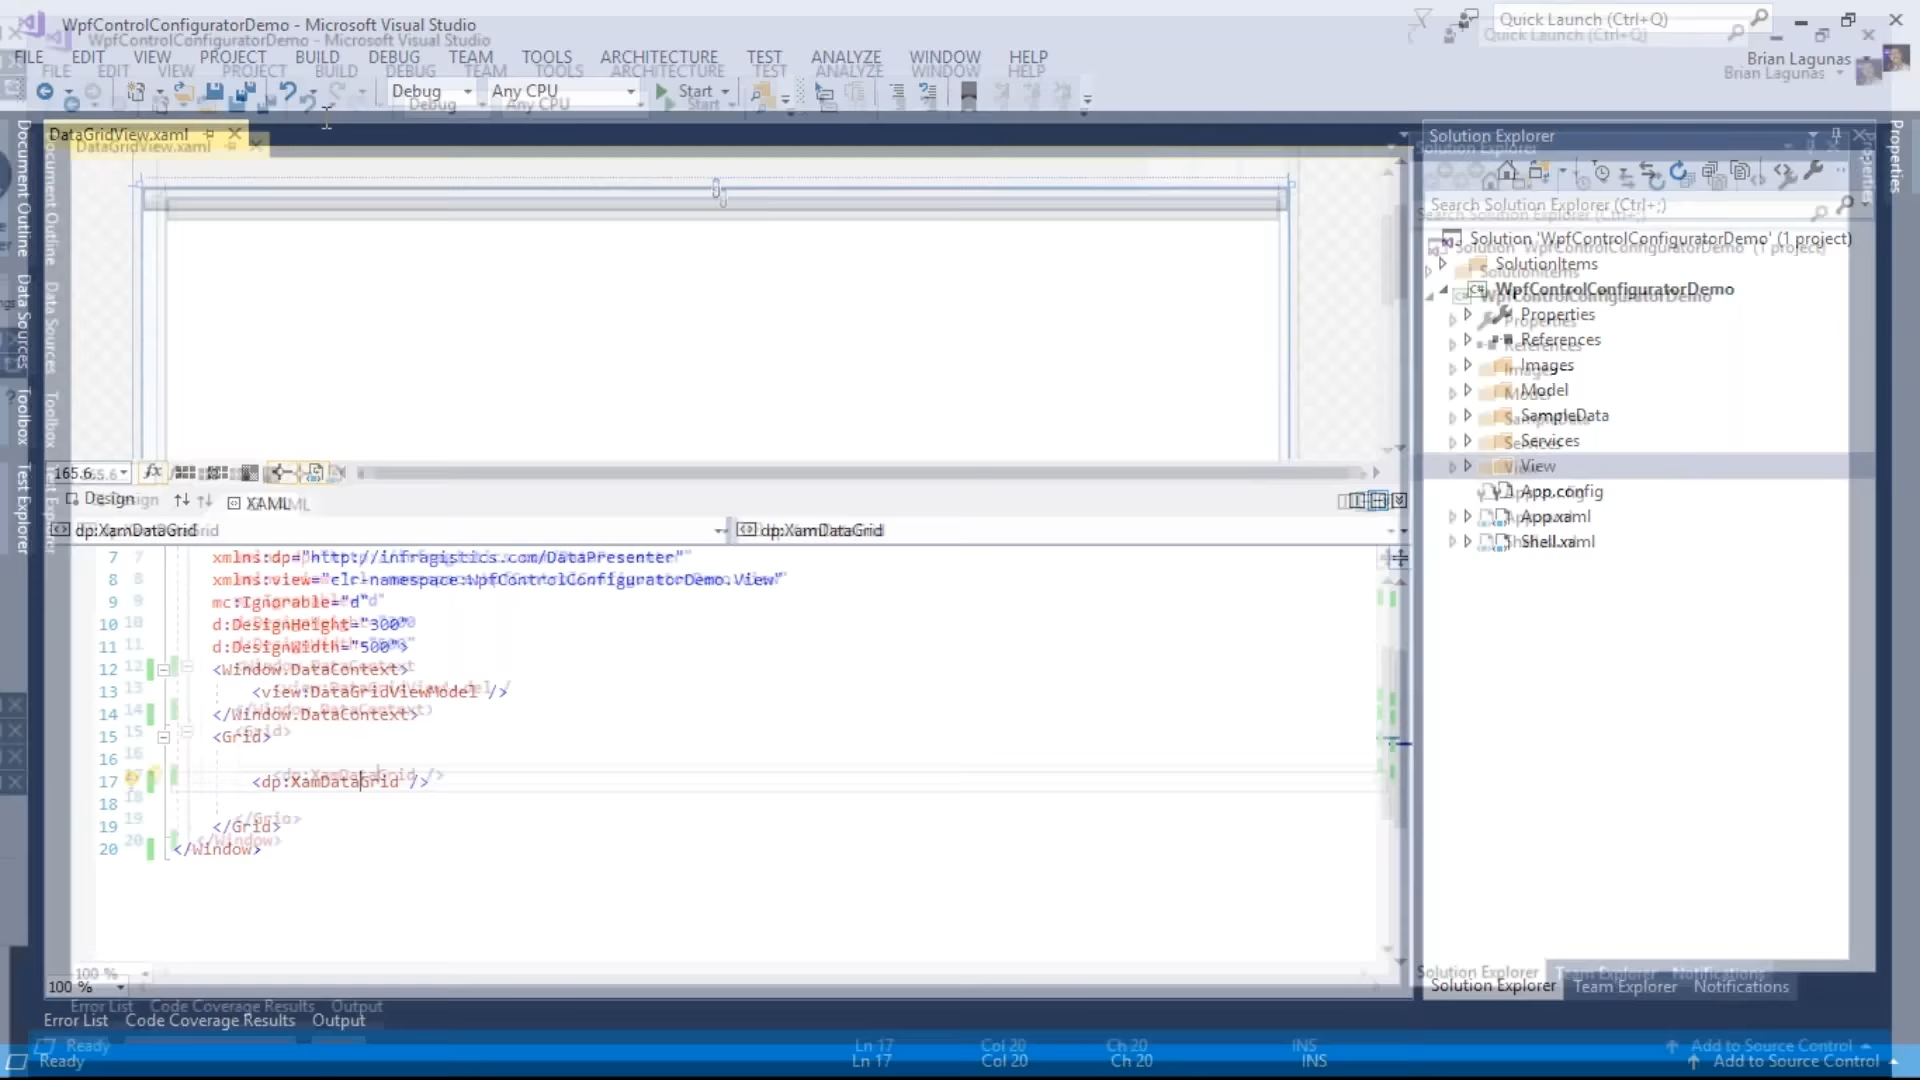 WpfControlConfiguratorDemo - Microsoft Visual Studio
Quick Launch (Ctrl+Q)
FILE EDIT VIEW PROJECT BUILD DEBUG TEAM TOOLS ARCHITECTURE TEST ANALYZE WINDOW HELP
Brian Lagunas
Debug Any CPU Start
DataGridView.xaml
Document Outline
Data Sources
Toolbox
Test Explorer
165.6
Design XAML
dp:XamDataGrid dp:XamDataGrid
7 xmlns:dp="http://infragistics.com/DataPresenter"
8 xmlns:view="clr-namespace:WpfControlConfiguratorDemo.View"
9 mc:Ignorable="d"
10 d:DesignHeight="300"
11 d:DesignWidth="500">
12 <Window.DataContext>
13 <view:DataGridViewModel />
14 </Window.DataContext>
15 <Grid>
16
17 <dp:XamDataGrid />
18
19 </Grid>
20 </Window>
100 %
Solution Explorer
Search Solution Explorer (Ctrl+;)
Solution 'WpfControlConfiguratorDemo' (1 project)
SolutionItems
WpfControlConfiguratorDemo
Properties
References
Images
Model
SampleData
Services
View
App.config
App.xaml
Shell.xaml
Solution Explorer Team Explorer Notifications
Properties
Error List Code Coverage Results Output
Ready Ln 17 Col 20 Ch 20 INS Add to Source Control